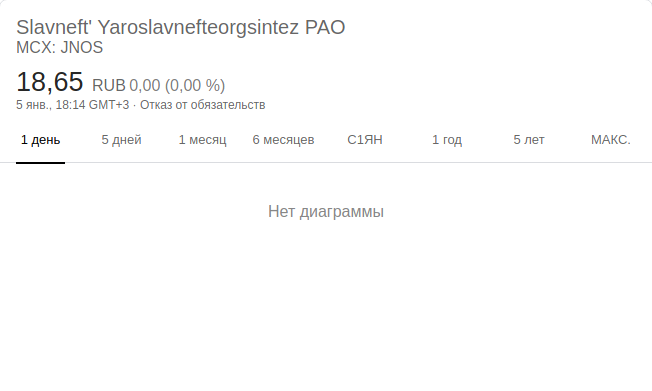 Slavneft' Yaroslavnefteorgsintez PAO
MCX: JNOS
18,65 RUB 0,00 (0,00 %)
5 янв., 18:14 GMT+3 · Отказ от обязательств
1 день 5 дней 1 месяц 6 месяцев С1ЯН 1 год 5 лет МАКС.
Нет диаграммы